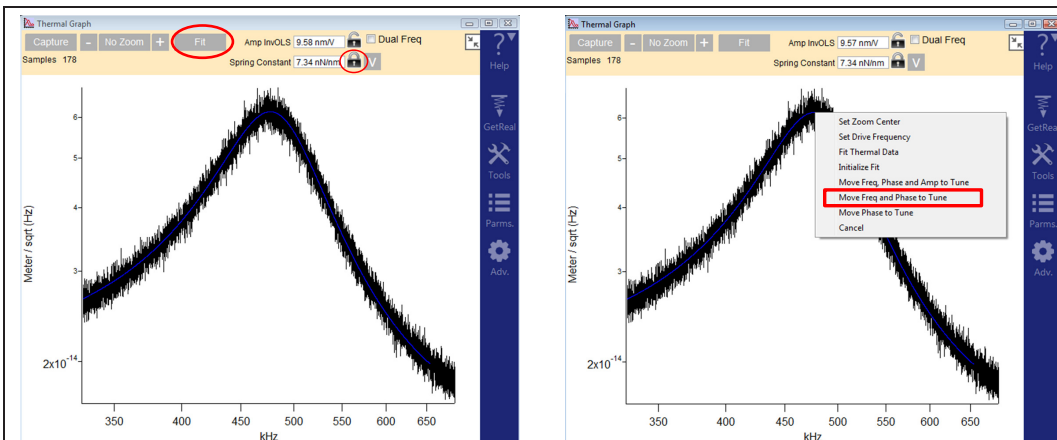 Thermal Graph
Capture - No Zoom + Fit Amp InvOLS 9.58 nm/V Dual Freq
Samples 178 Spring Constant 7.34 nN/nm V
Help
GetReal
Tools
Parms.
Adv.
Meter / sqrt (Hz)
6
5
4
3
2x10-14
350 400 450 500 550 600 650
kHz
Thermal Graph
Capture - No Zoom + Fit Amp InvOLS 9.57 nm/V Dual Freq
Samples 178 Spring Constant 7.34 nN/nm V
Help
GetReal
Tools
Parms.
Adv.
Set Zoom Center
Set Drive Frequency
Fit Thermal Data
Initialize Fit
Move Freq, Phase and Amp to Tune
Move Freq and Phase to Tune
Move Phase to Tune
Cancel
Meter / sqrt (Hz)
6
5
4
3
2x10-14
350 400 450 500 550 600 650
kHz